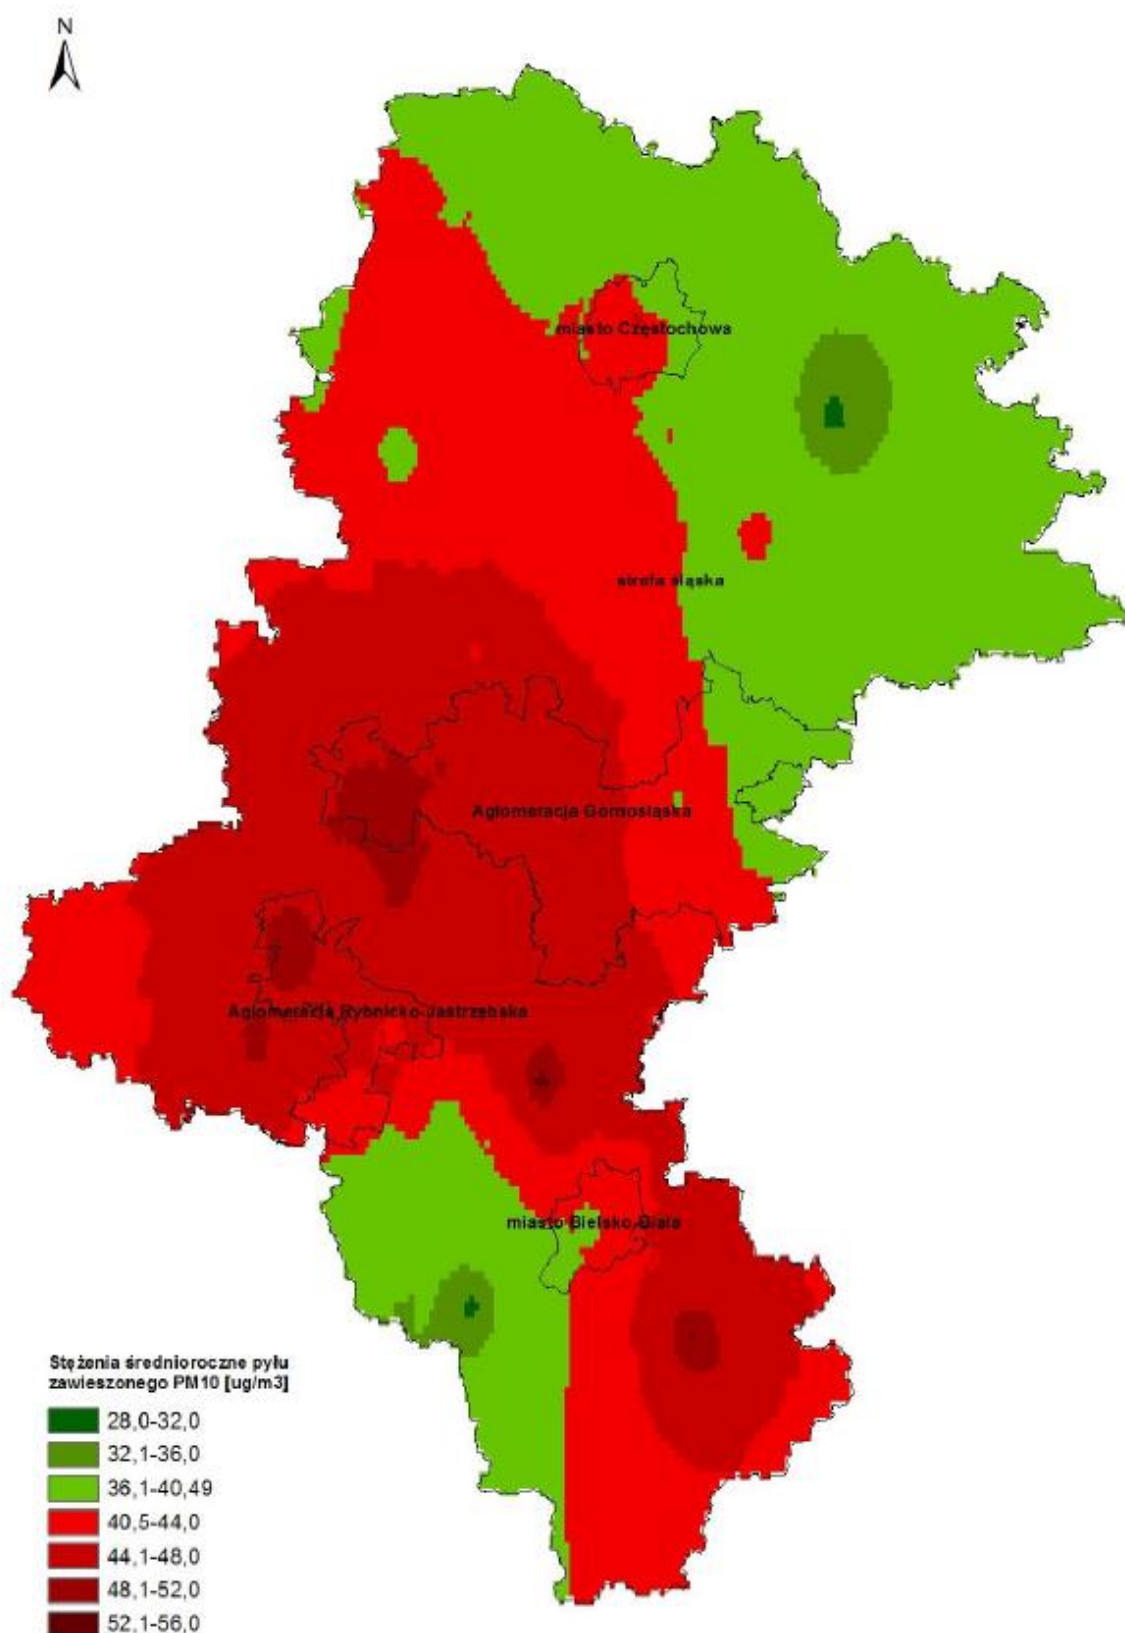 N
miasto Częstochowa
strefa śląska
Aglomeracja Górnośląska
Aglomeracja Rybnicko-Jastrzębska
miasto Bielsko-Biała
Stężenia średnioroczne pyłu
zawieszonego PM10 [ug/m3]
28,0-32,0
32,1-36,0
36,1-40,49
40,5-44,0
44,1-48,0
48,1-52,0
52,1-56,0